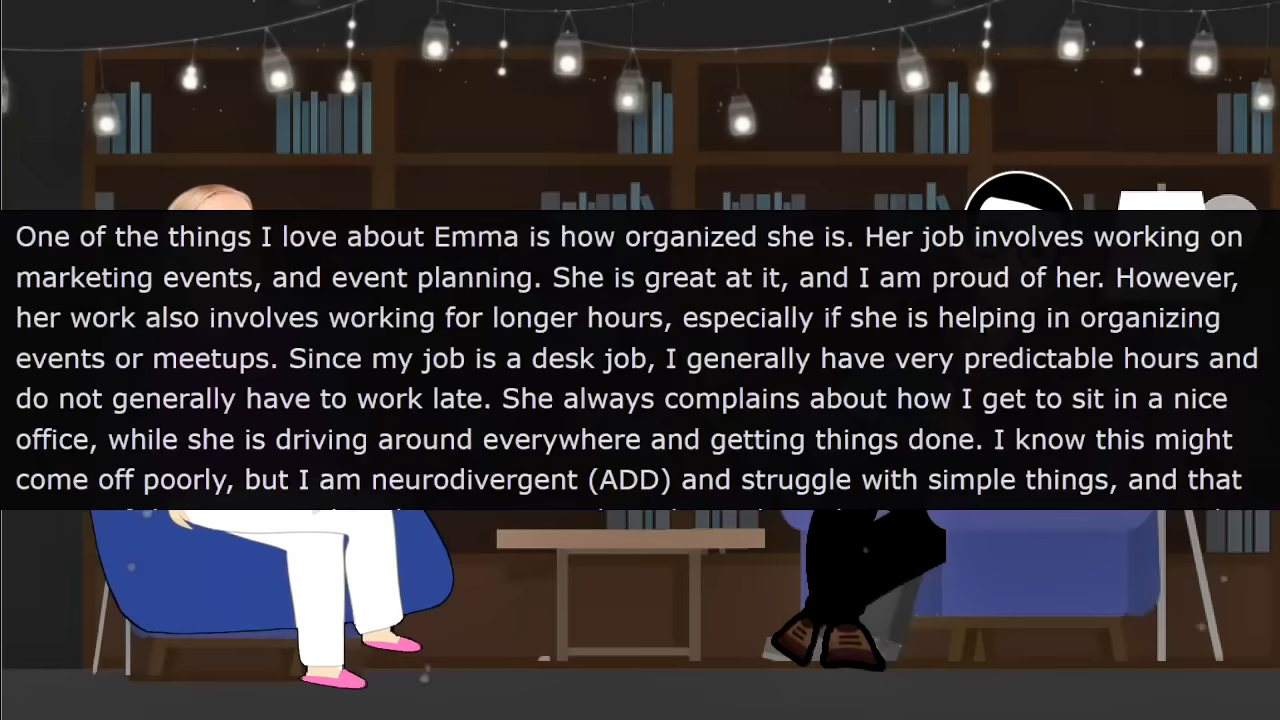 One of the things I love about Emma is how organized she is. Her job involves working on
marketing events, and event planning. She is great at it, and I am proud of her. However,
her work also involves working for longer hours, especially if she is helping in organizing
events or meetups. Since my job is a desk job, I generally have very predictable hours and
do not generally have to work late. She always complains about how I get to sit in a nice
office, while she is driving around everywhere and getting things done. I know this might
come off poorly, but I am neurodivergent (ADD) and struggle with simple things, and that